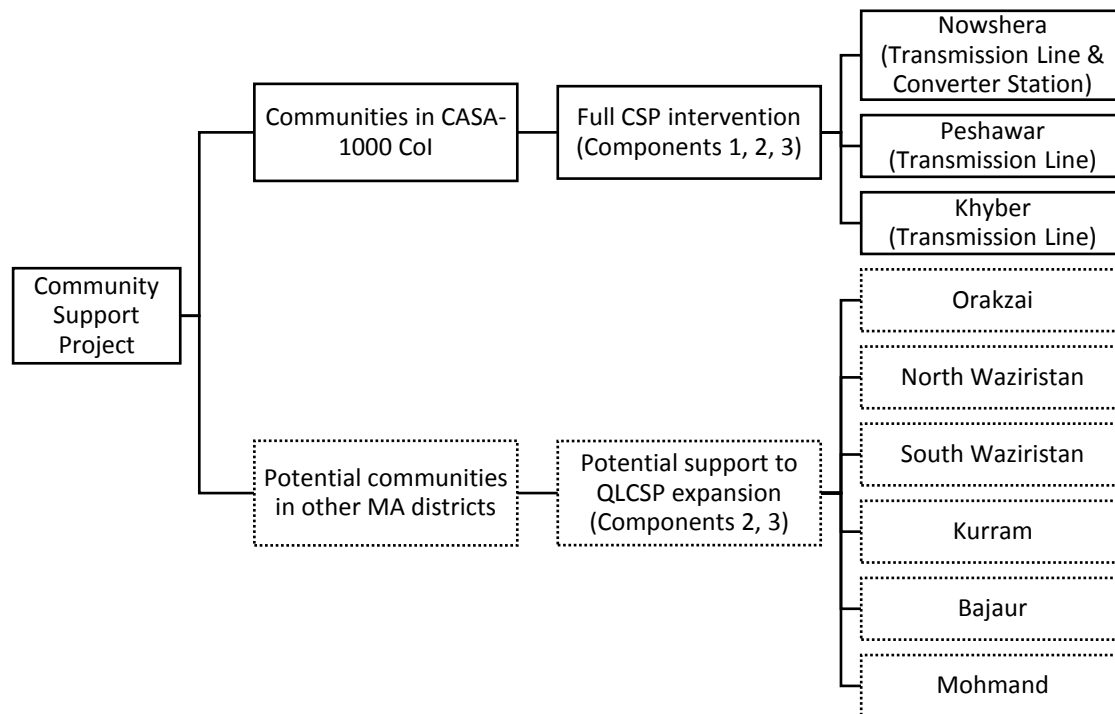 Community
Support
Project
Communities in CASA-
1000 CoI
Full CSP intervention
(Components 1, 2, 3)
Nowshera
(Transmission Line &
Converter Station)
Peshawar
(Transmission Line)
Khyber
(Transmission Line)
Potential communities
in other MA districts
Potential support to
QLCSP expansion
(Components 2, 3)
Orakzai
North Waziristan
South Waziristan
Kurram
Bajaur
Mohmand